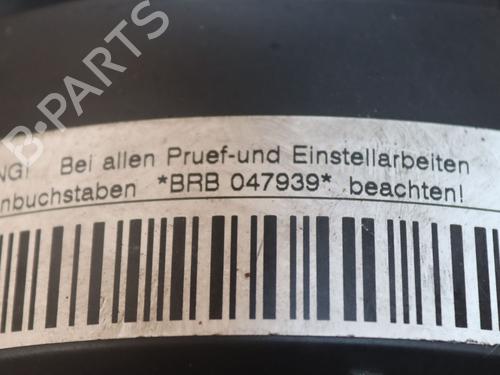 B-PARTS
NG! Bei allen Pruef-und Einstellarbeiten
nbuchstaben *BRB 047939* beachten!